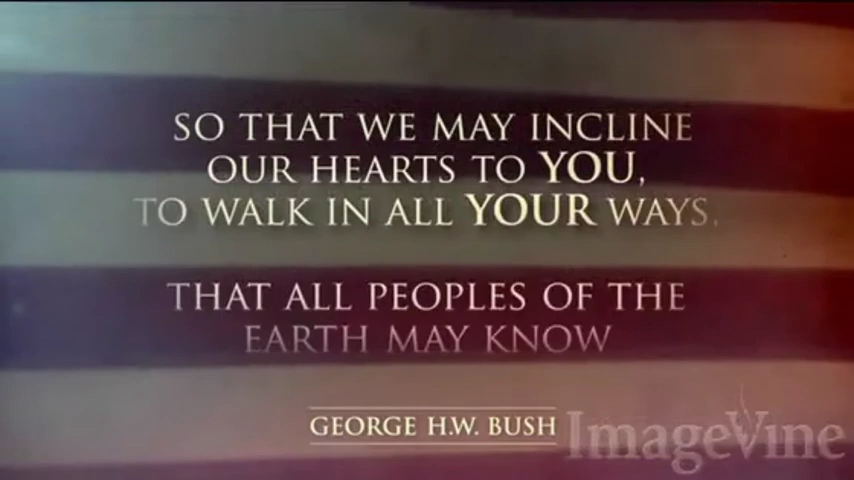 SO THAT WE MAY INCLINE
OUR HEARTS TO YOU,
TO WALK IN ALL YOUR WAYS.
THAT ALL PEOPLES OF THE
EARTH MAY KNOW
GEORGE H.W. BUSH
ImageVine